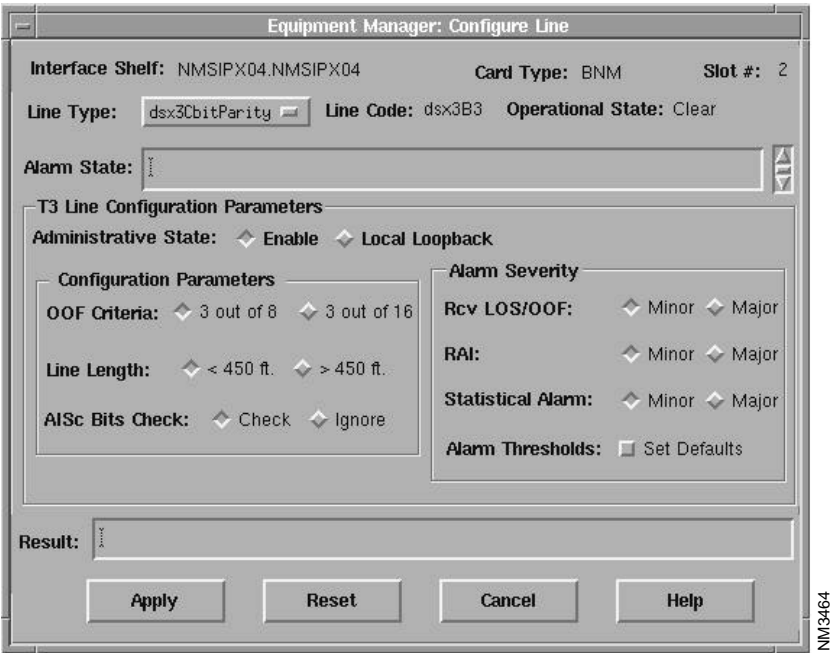 Equipment Manager: Configure Line
Interface Shelf: NMSIPX04.NMSIPX04 Card Type: BNM Slot #: 2
Line Type: dsx3CbitParity Line Code: dsx3B3 Operational State: Clear
Alarm State:
T3 Line Configuration Parameters
Administrative State: Enable Local Loopback
Configuration Parameters
OOF Criteria: 3 out of 8 3 out of 16
Line Length: < 450 ft. > 450 ft.
AISc Bits Check: Check Ignore
Alarm Severity
Rcv LOS/OOF: Minor Major
RAI: Minor Major
Statistical Alarm: Minor Major
Alarm Thresholds: Set Defaults
Result:
Apply Reset Cancel Help
NM3464